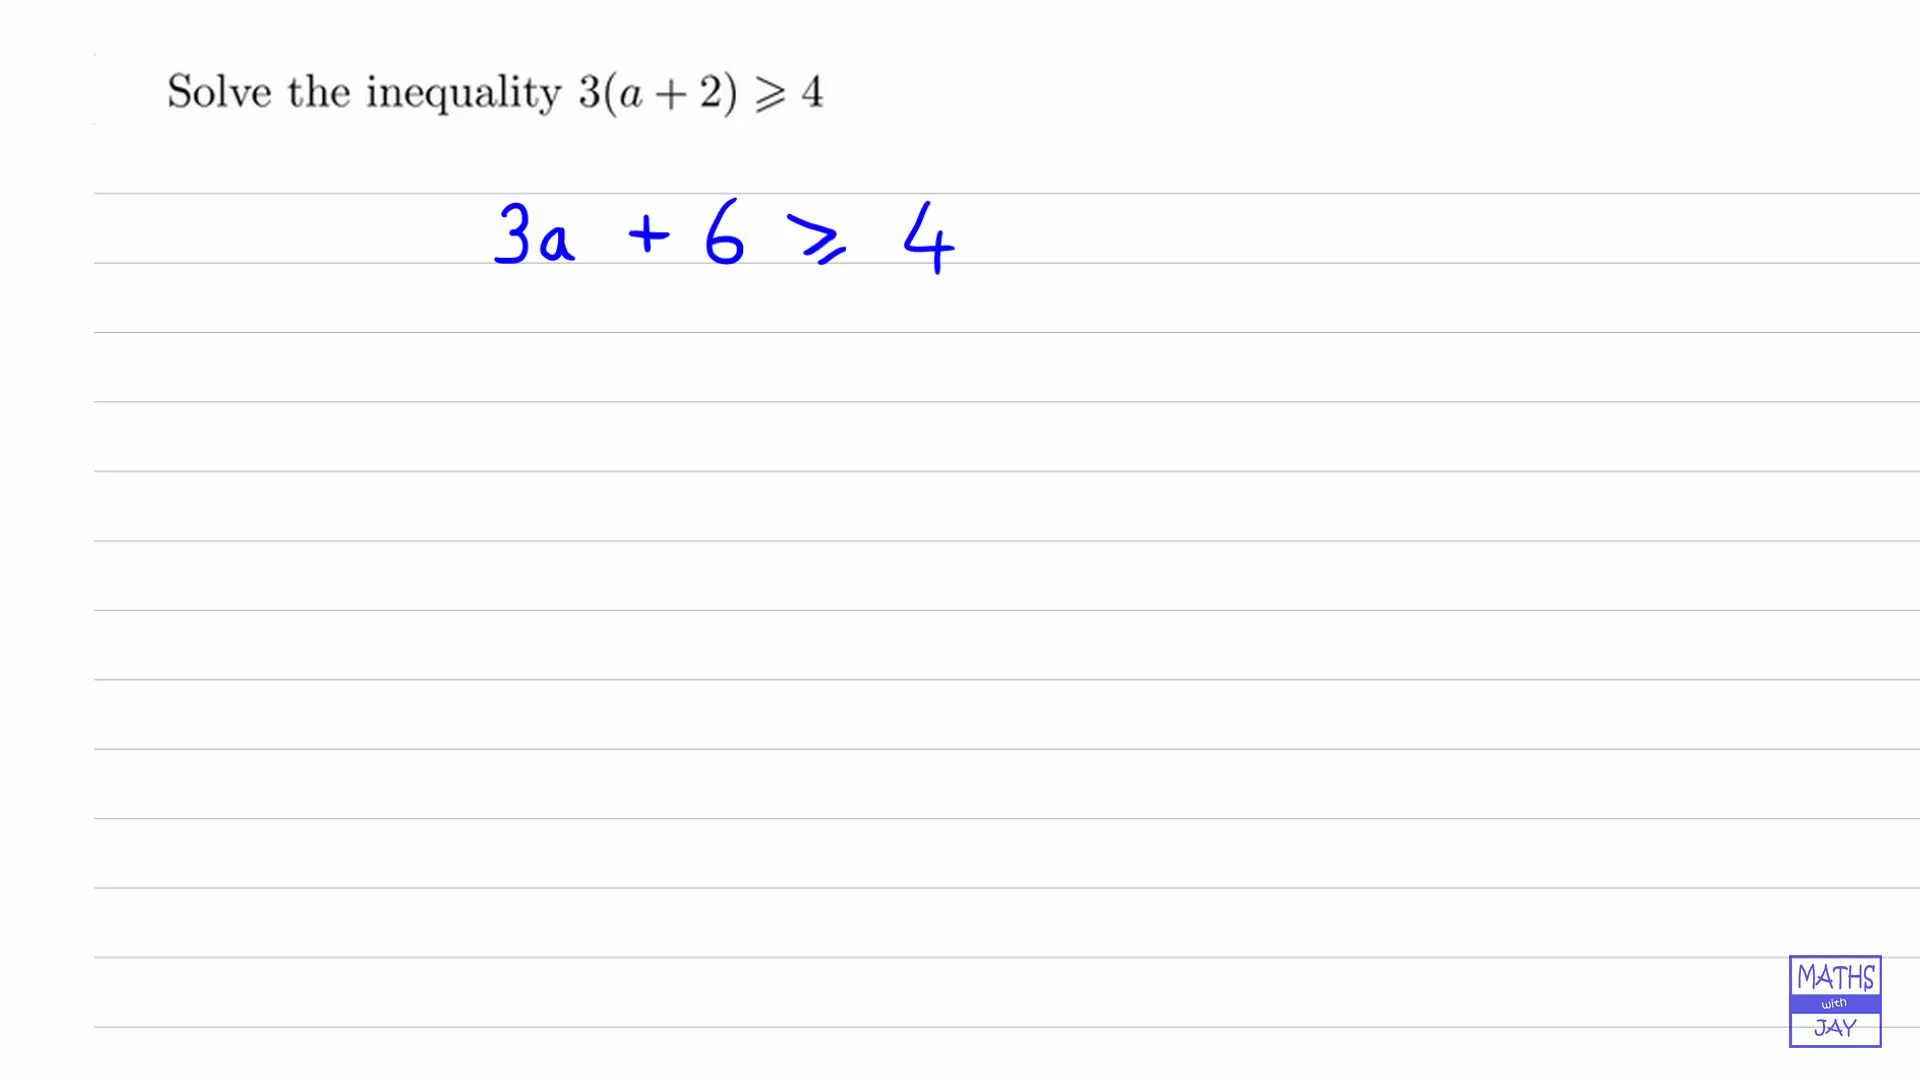 Solve the inequality 3(a + 2) ⩾ 4
3a + 6 ⩾ 4
MATHS
with
JAY